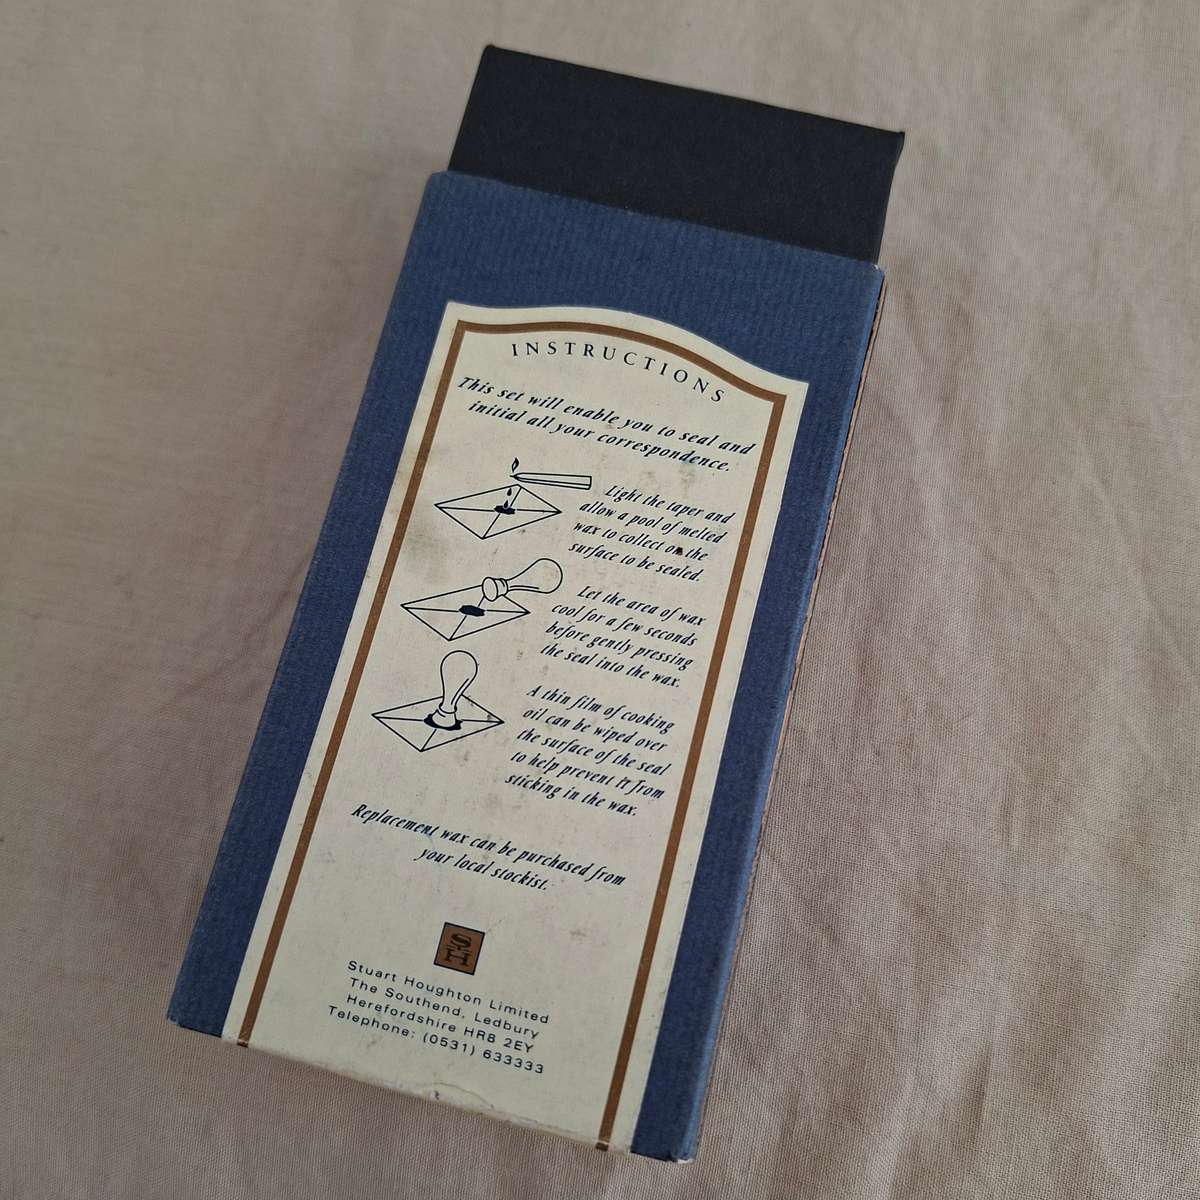 INSTRUCTIONS
This set will enable you to seal and
initial all your correspondence.
Light the taper and
allow a pool of melted
wax to collect on the
surface to be sealed.
Let the area of wax
cool for a few seconds
before gently pressing
the seal into the wax.
A thin film of cooking
oil can be wiped over
the surface of the seal
to help prevent it from
sticking in the wax.
Replacement wax can be purchased from
your local stockist.
SH
Stuart Houghton Limited
The Southend, Ledbury
Herefordshire HR8 2EY
Telephone: (0531) 633333